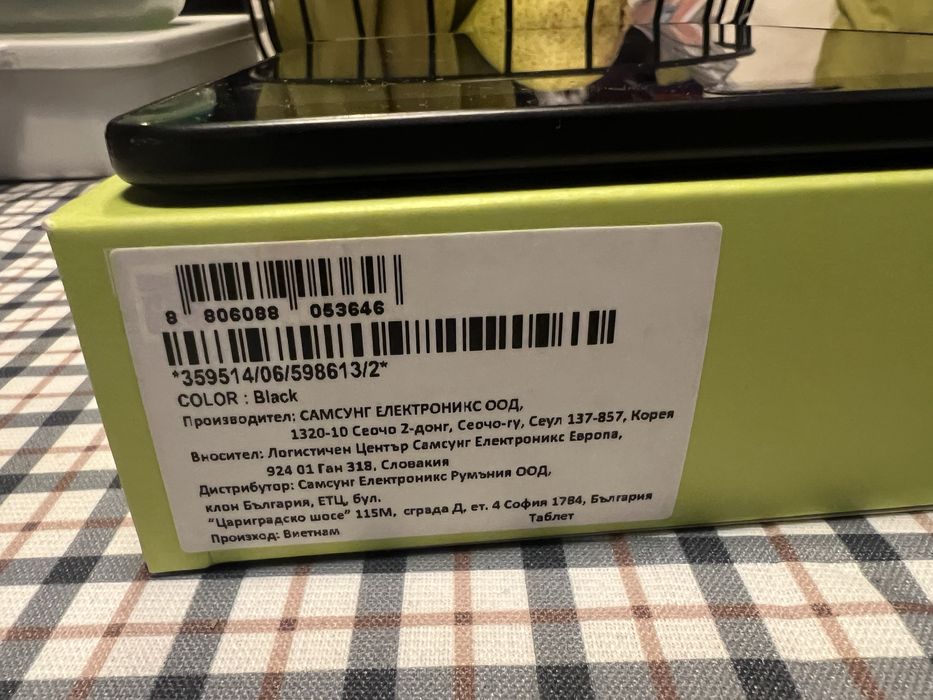 8 806088 053646
*359514/06/598613/2*
COLOR : Black
Производител: САМСУНГ ЕЛЕКТРОНИКС ООД,
1320-10 Сеочо 2-донг, Сеочо-гу, Сеул 137-857, Корея
Вносител: Логистичен Център Самсунг Електроникс Европа,
924 01 Ган 318, Словакия
Дистрибутор: Самсунг Електроникс Румъния ООД,
клон България, ЕТЦ, бул.
"Цариградско шосе" 115М, сграда Д, ет. 4 София 1784, България
Произход: Виетнам Таблет